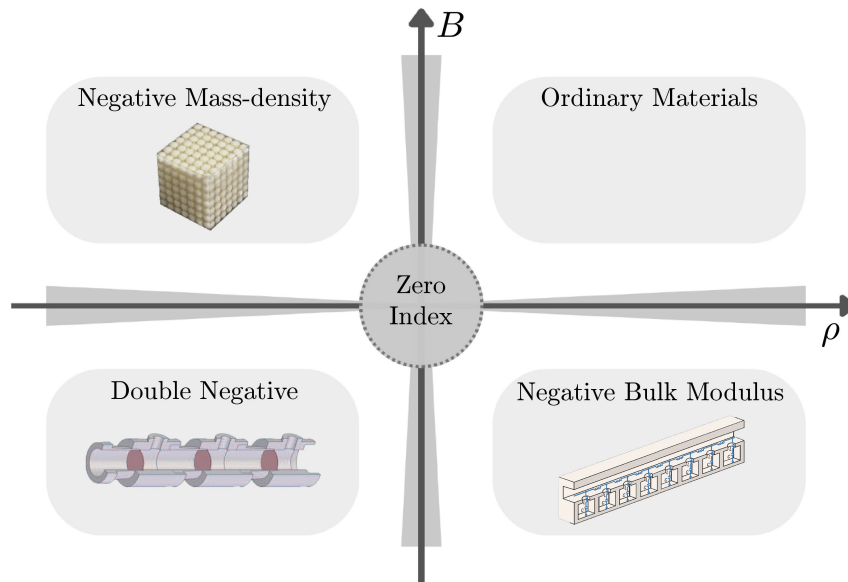 B
Negative Mass-density
Ordinary Materials
Zero
Index
ρ
Double Negative
Negative Bulk Modulus